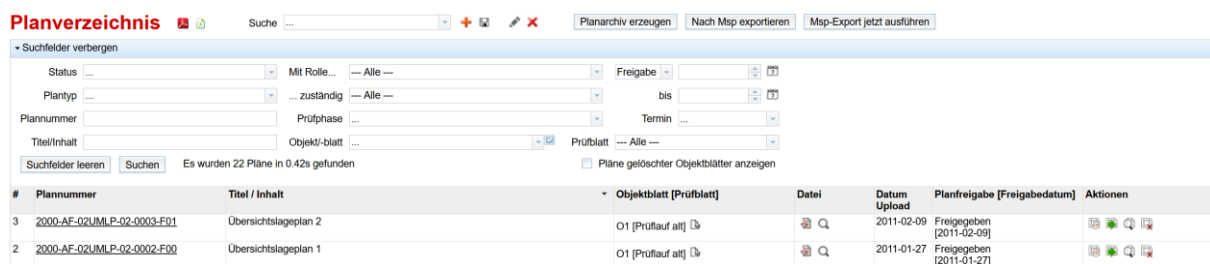 Planverzeichnis Suche ... Planarchiv erzeugen Nach Msp exportieren Msp-Export jetzt ausführen
Suchfelder verbergen
Status ... Mit Rolle... --- Alle --- Freigabe
Plantyp ... ... zuständig --- Alle --- bis
Plannummer Prüfphase ... Termin ...
Titel/Inhalt Objekt/-blatt ... Prüfblatt --- Alle ---
Suchfelder leeren Suchen Es wurden 22 Pläne in 0.42s gefunden Pläne gelöschter Objektblätter anzeigen
# Plannummer Titel / Inhalt Objektblatt [Prüfblatt] Datei Datum Upload Planfreigabe [Freigabedatum] Aktionen
3 2000-AF-02UMLP-02-0003-F01 Übersichtslageplan 2 O1 [Prüflauf alt] 2011-02-09 Freigegeben
[2011-02-09]
2 2000-AF-02UMLP-02-0002-F00 Übersichtslageplan 1 O1 [Prüflauf alt] 2011-01-27 Freigegeben
[2011-01-27]